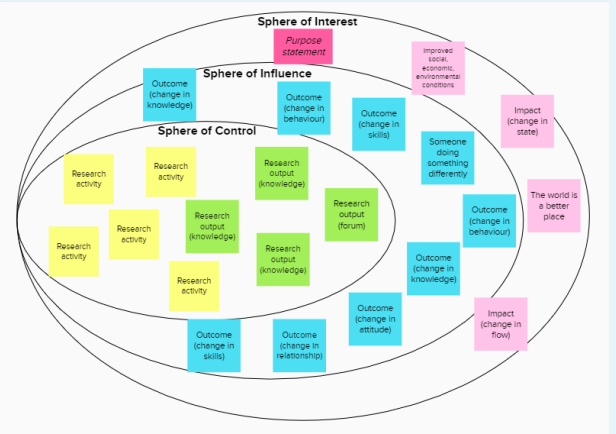 Sphere of Interest
Purpose
statement
Improved
social,
economic,
environmental
conditions
Sphere of Influence
Outcome
(change in
knowledge)
Outcome
(change in
behaviour)
Outcome
(change in
skills)
Impact
(change in
state)
Sphere of Control
Someone
doing
something
differently
Research
activity
Research
activity
Research
output
(knowledge)
The world is
a better
place
Research
output
(forum)
Outcome
(change in
behaviour)
Research
output
(knowledge)
Research
activity
Research
activity
Research
output
(knowledge)
Outcome
(change in
knowledge)
Research
activity
Outcome
(change in
attitude)
Impact
(change in
flow)
Outcome
(change in
skills)
Outcome
(change in
relationship)